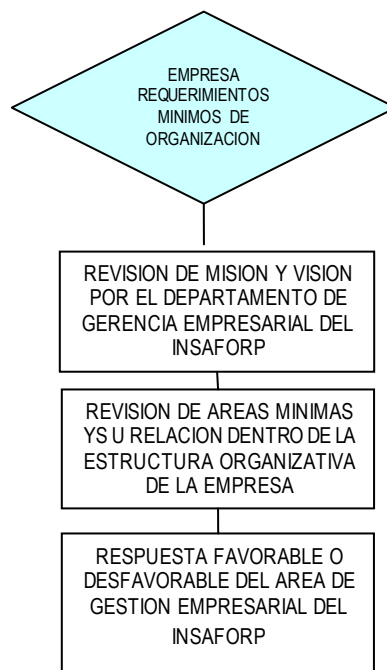 EMPRESA
REQUERIMIENTOS
MINIMOS DE
ORGANIZACION
REVISION DE MISION Y VISION
POR EL DEPARTAMENTO DE
GERENCIA EMPRESARIAL DEL
INSAFORP
REVISION DE AREAS MINIMAS
YS U RELACION DENTRO DE LA
ESTRUCTURA ORGANIZATIVA
DE LA EMPRESA
RESPUESTA FAVORABLE O
DESFAVORABLE DEL AREA DE
GESTION EMPRESARIAL DEL
INSAFORP